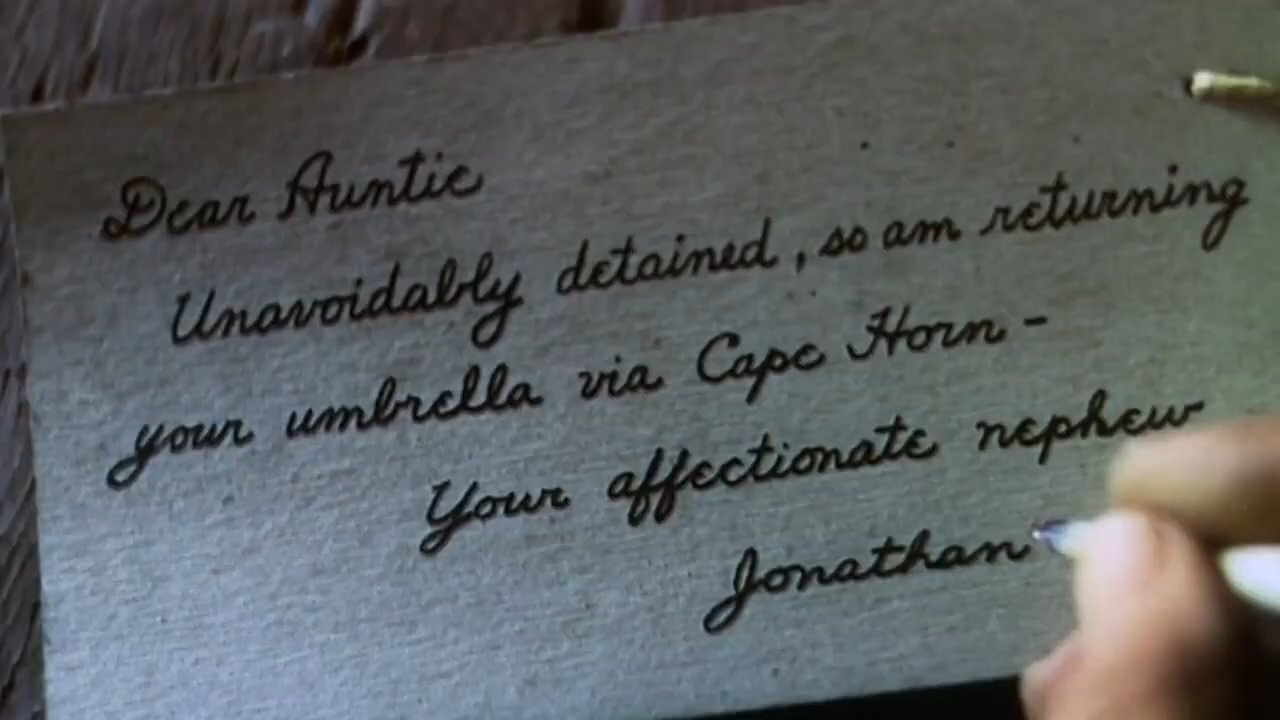 Dear Auntie
Unavoidably detained, so am returning
your umbrella via Cape Horn -
Your affectionate nephew
Jonathan